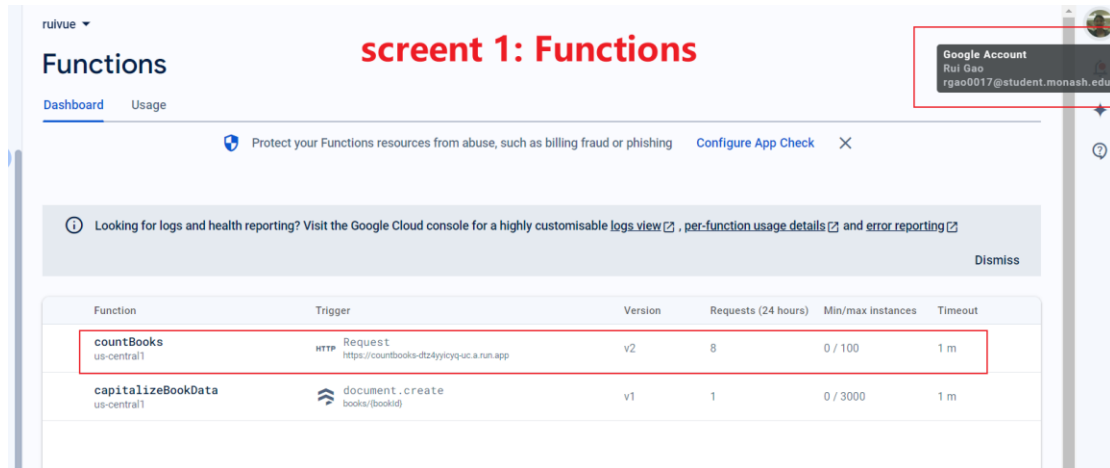 ruivue
screent 1: Functions
Functions
Google Account
Rui Gao
rgao0017@student.monash.edu
Dashboard Usage
Protect your Functions resources from abuse, such as billing fraud or phishing Configure App Check
Looking for logs and health reporting? Visit the Google Cloud console for a highly customisable logs view , per-function usage details and error reporting
Dismiss
Function Trigger Version Requests (24 hours) Min/max instances Timeout
countBooks HTTP Request v2 8 0 / 100 1 m
us-central1 https://countbooks-dtz4yyicyq-uc.a.run.app
capitalizeBookData document.create v1 1 0 / 3000 1 m
us-central1 books/{bookId}